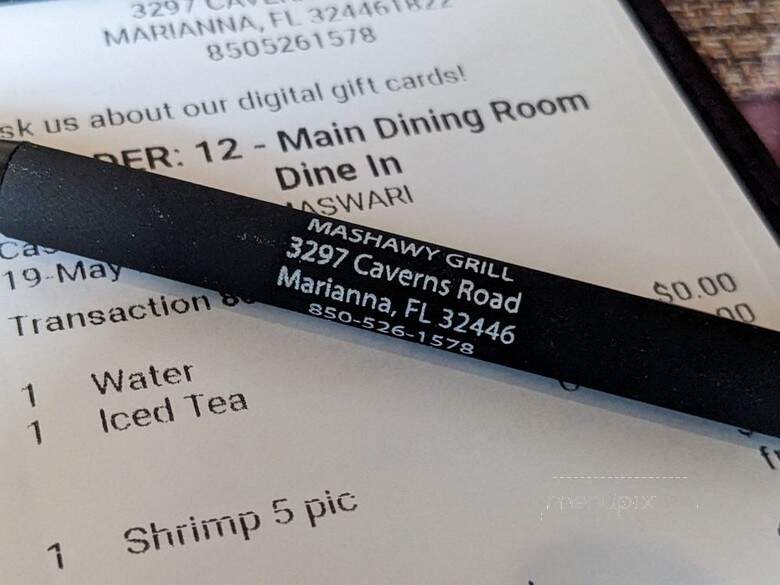 3297 CAVERNS
MARIANNA, FL 324461822
8505261578
sk us about our digital gift cards!
DER: 12 - Main Dining Room
Dine In
MASHAWY GRILL
3297 Caverns Road
Marianna, FL 32446
850-526-1578
19-May
$0.00
Transaction
1 Water
1 Iced Tea
1 Shrimp 5 pic
menupix